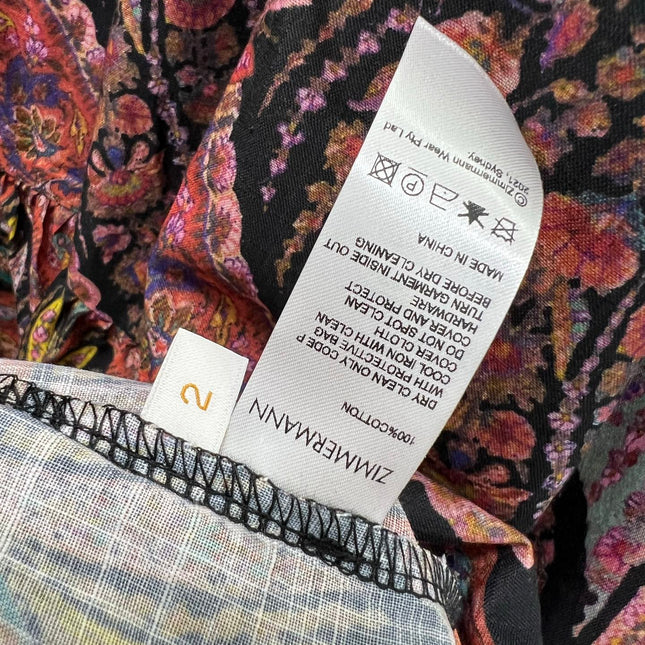 ZIMMERMANN
100%COTTON
DRY CLEAN ONLY CODE P
WITH PROTECTIVE BAG
COOL IRON WITH CLEAN
COVER CLOTH
DO NOT SPOT CLEAN
COVER AND PROTECT
HARDWARE
TURN GARMENT INSIDE OUT
BEFORE DRY CLEANING
MADE IN CHINA
P
©Zimmermann Wear Pty Lad
2021, Sydney.
2